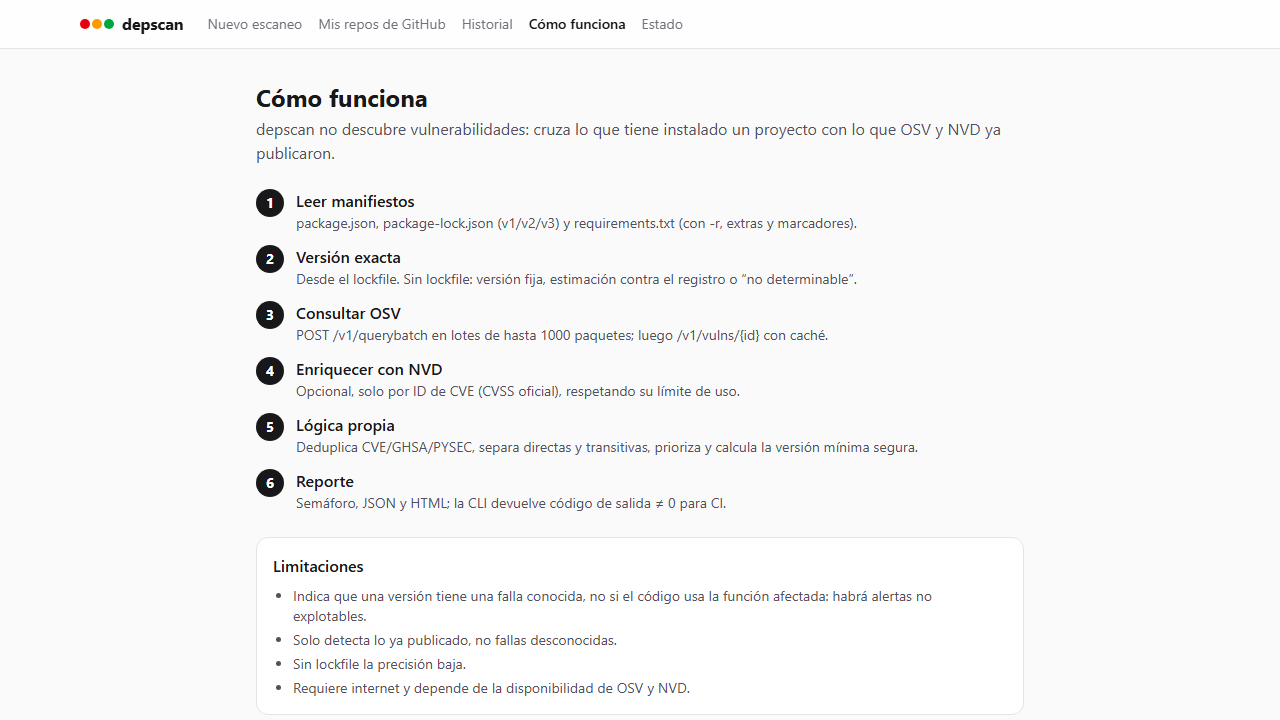 depscan Nuevo escaneo Mis repos de GitHub Historial Cómo funciona Estado
Cómo funciona
depscan no descubre vulnerabilidades: cruza lo que tiene instalado un proyecto con lo que OSV y NVD ya
publicaron.
1 Leer manifiestos
package.json, package-lock.json (v1/v2/v3) y requirements.txt (con -r, extras y marcadores).
2 Versión exacta
Desde el lockfile. Sin lockfile: versión fija, estimación contra el registro o “no determinable”.
3 Consultar OSV
POST /v1/querybatch en lotes de hasta 1000 paquetes; luego /v1/vulns/{id} con caché.
4 Enriquecer con NVD
Opcional, solo por ID de CVE (CVSS oficial), respetando su límite de uso.
5 Lógica propia
Deduplica CVE/GHSA/PYSEC, separa directas y transitivas, prioriza y calcula la versión mínima segura.
6 Reporte
Semáforo, JSON y HTML; la CLI devuelve código de salida ≠ 0 para CI.
Limitaciones
• Indica que una versión tiene una falla conocida, no si el código usa la función afectada: habrá alertas no
explotables.
• Solo detecta lo ya publicado, no fallas desconocidas.
• Sin lockfile la precisión baja.
• Requiere internet y depende de la disponibilidad de OSV y NVD.